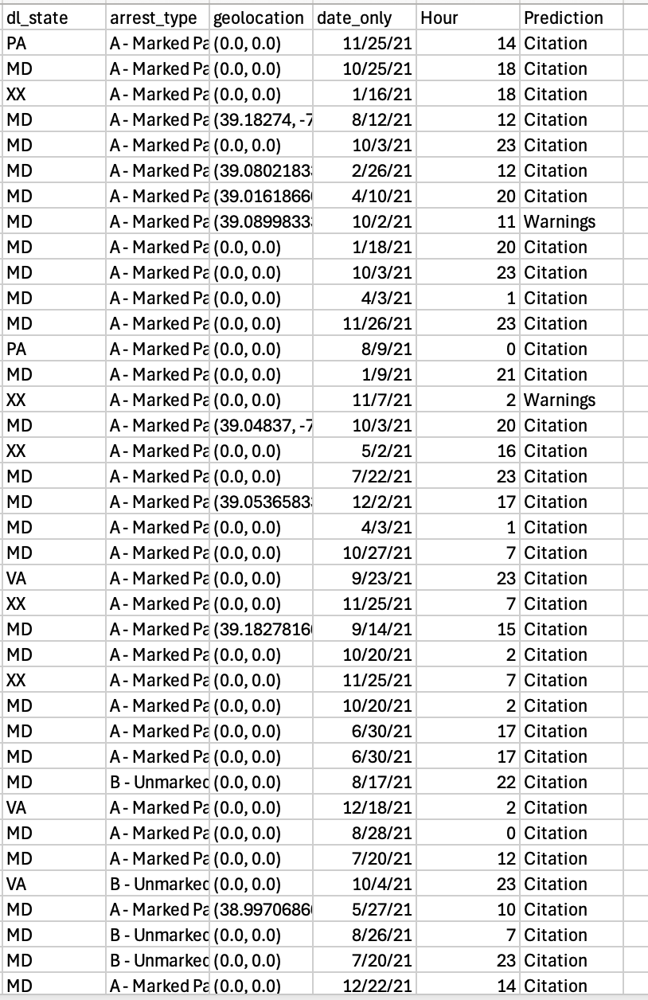 dl_state arrest_type geolocation date_only Hour Prediction
PA A - Marked Pa (0.0, 0.0) 11/25/21 14 Citation
MD A - Marked Pa (0.0, 0.0) 10/25/21 18 Citation
XX A - Marked Pa (0.0, 0.0) 1/16/21 18 Citation
MD A - Marked Pa (39.18274, -7 8/12/21 12 Citation
MD A - Marked Pa (0.0, 0.0) 10/3/21 23 Citation
MD A - Marked Pa (39.0802183 2/26/21 12 Citation
MD A - Marked Pa (39.0161866 4/10/21 20 Citation
MD A - Marked Pa (39.0899833 10/2/21 11 Warnings
MD A - Marked Pa (0.0, 0.0) 1/18/21 20 Citation
MD A - Marked Pa (0.0, 0.0) 10/3/21 23 Citation
MD A - Marked Pa (0.0, 0.0) 4/3/21 1 Citation
MD A - Marked Pa (0.0, 0.0) 11/26/21 23 Citation
PA A - Marked Pa (0.0, 0.0) 8/9/21 0 Citation
MD A - Marked Pa (0.0, 0.0) 1/9/21 21 Citation
XX A - Marked Pa (0.0, 0.0) 11/7/21 2 Warnings
MD A - Marked Pa (39.04837, -7 10/3/21 20 Citation
XX A - Marked Pa (0.0, 0.0) 5/2/21 16 Citation
MD A - Marked Pa (0.0, 0.0) 7/22/21 23 Citation
MD A - Marked Pa (39.0536583 12/2/21 17 Citation
MD A - Marked Pa (0.0, 0.0) 4/3/21 1 Citation
MD A - Marked Pa (0.0, 0.0) 10/27/21 7 Citation
VA A - Marked Pa (0.0, 0.0) 9/23/21 23 Citation
XX A - Marked Pa (0.0, 0.0) 11/25/21 7 Citation
MD A - Marked Pa (39.1827816 9/14/21 15 Citation
MD A - Marked Pa (0.0, 0.0) 10/20/21 2 Citation
XX A - Marked Pa (0.0, 0.0) 11/25/21 7 Citation
MD A - Marked Pa (0.0, 0.0) 10/20/21 2 Citation
MD A - Marked Pa (0.0, 0.0) 6/30/21 17 Citation
MD A - Marked Pa (0.0, 0.0) 6/30/21 17 Citation
MD B - Unmarked (0.0, 0.0) 8/17/21 22 Citation
VA A - Marked Pa (0.0, 0.0) 12/18/21 2 Citation
MD A - Marked Pa (0.0, 0.0) 8/28/21 0 Citation
MD A - Marked Pa (0.0, 0.0) 7/20/21 12 Citation
VA B - Unmarked (0.0, 0.0) 10/4/21 23 Citation
MD A - Marked Pa (38.9970686 5/27/21 10 Citation
MD B - Unmarked (0.0, 0.0) 8/26/21 7 Citation
MD B - Unmarked (0.0, 0.0) 7/20/21 23 Citation
MD A - Marked Pa (0.0, 0.0) 12/22/21 14 Citation